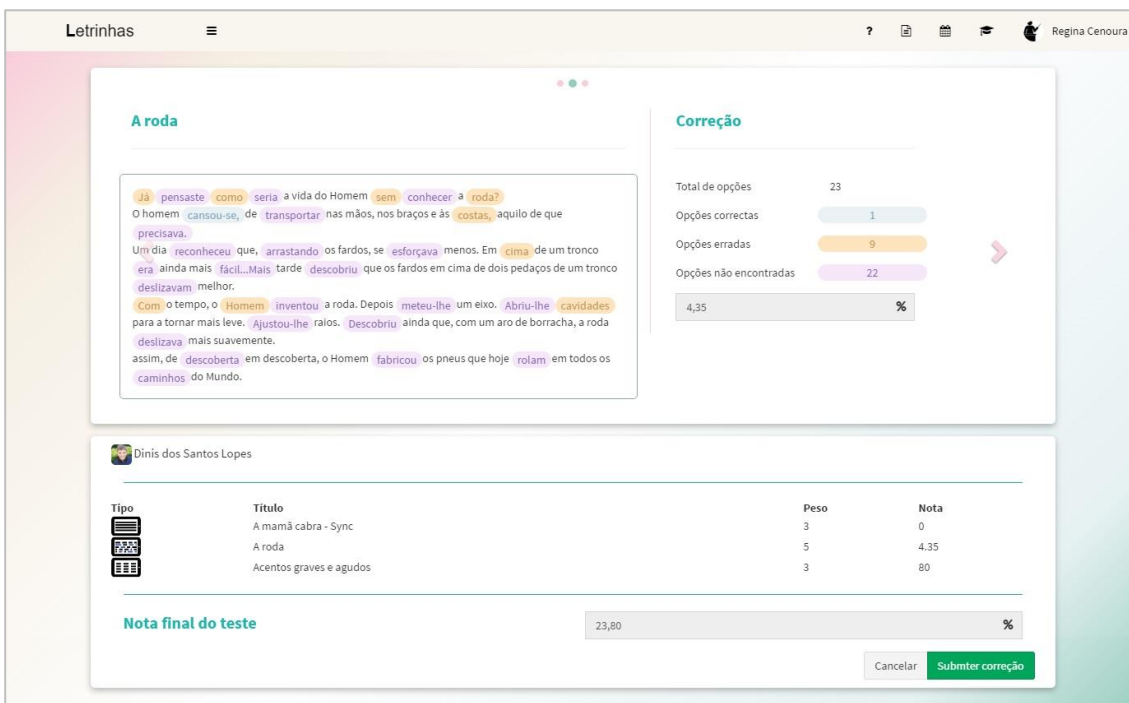 Letrinhas
? Regina Cenoura
A roda
Já pensaste como seria a vida do Homem sem conhecer a roda?
O homem cansou-se, de transportar nas mãos, nos braços e às costas, aquilo de que
precisava.
Um dia reconheceu que, arrastando os fardos, se esforçava menos. Em cima de um tronco
era ainda mais fácil...Mais tarde descobriu que os fardos em cima de dois pedaços de um tronco
deslizavam melhor.
Com o tempo, o Homem inventou a roda. Depois meteu-lhe um eixo. Abriu-lhe cavidades
para a tornar mais leve. Ajustou-lhe raios. Descobriu ainda que, com um aro de borracha, a roda
deslizava mais suavemente.
assim, de descoberta em descoberta, o Homem fabricou os pneus que hoje rolam em todos os
caminhos do Mundo.
Correção
Total de opções 23
Opções correctas 1
Opções erradas 9
Opções não encontradas 22
4,35 %
Dinis dos Santos Lopes
Tipo Título Peso Nota
A mamã cabra - Sync 3 0
A roda 5 4.35
Acentos graves e agudos 3 80
Nota final do teste 23,80 %
Cancelar Submter correção